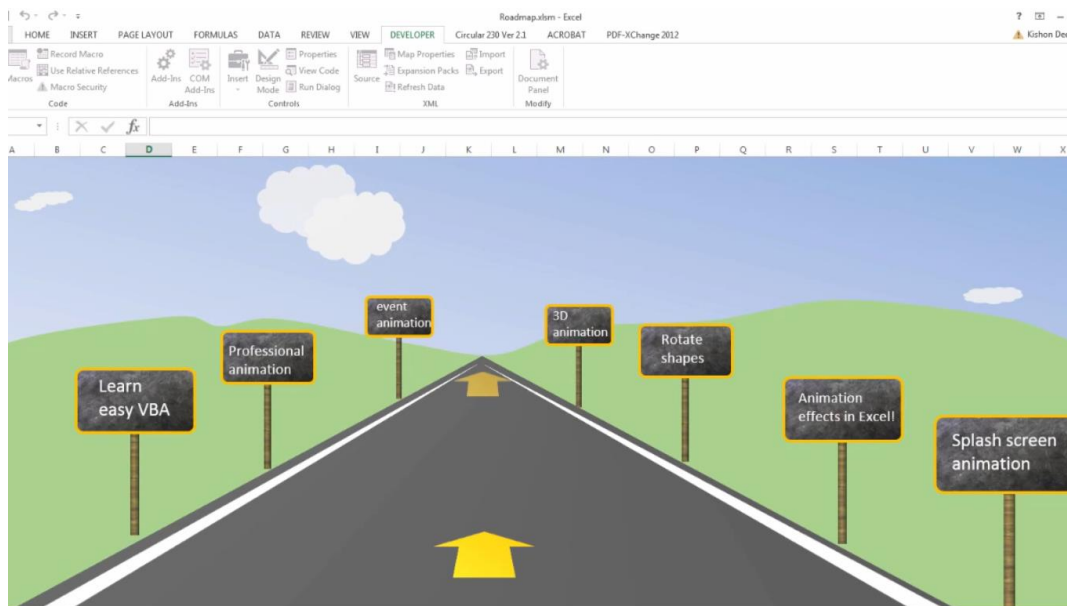 Roadmap.xlsm - Excel
?
HOME INSERT PAGE LAYOUT FORMULAS DATA REVIEW VIEW DEVELOPER Circular 230 Ver 2.1 ACROBAT PDF-XChange 2012
Kishon
Macros
Record Macro
Use Relative References
Macro Security
Code
Add-Ins
COM
Add-Ins
Add-Ins
Insert
Design
Mode
Properties
View Code
Run Dialog
Controls
Source
Map Properties
Expansion Packs
Refresh Data
Import
Export
XML
Document
Panel
Modify
fx
A B C D E F G H I J K L M N O P Q R S T U V W X
event
animation
3D
animation
Professional
animation
Rotate
shapes
Learn
easy VBA
Animation
effects in Excel!
Splash screen
animation